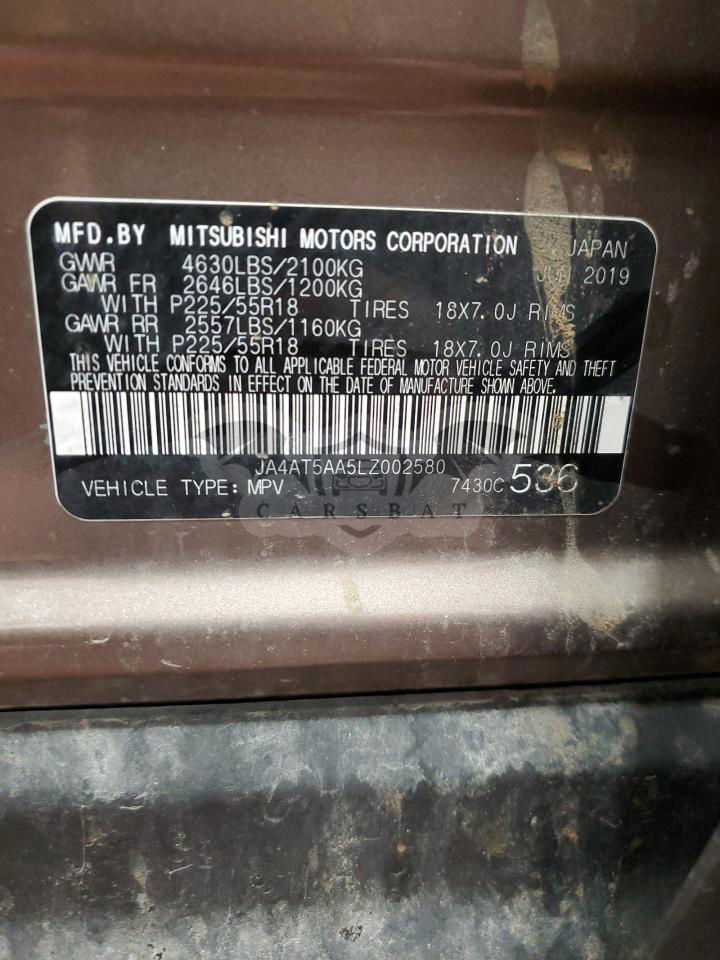 MFD.BY MITSUBISHI MOTORS CORPORATION JAPAN
GVWR 4630LBS/2100KG JUN 2019
GAWR FR 2646LBS/1200KG
WITH P225/55R18 TIRES 18X7.0J RIMS
GAWR RR 2557LBS/1160KG
WITH P225/55R18 TIRES 18X7.0J RIMS
THIS VEHICLE CONFORMS TO ALL APPLICABLE FEDERAL MOTOR VEHICLE SAFETY AND THEFT
PREVENTION STANDARDS IN EFFECT ON THE DATE OF MANUFACTURE SHOWN ABOVE.
JA4AT5AA5LZ002580
VEHICLE TYPE: MPV 7430C 536
CARSBAT